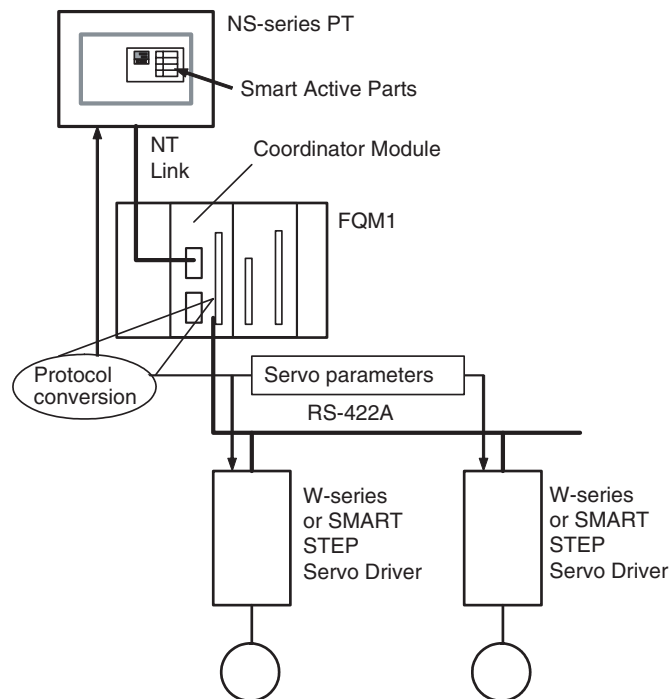 NS-series PT
Smart Active Parts
NT
Link
Coordinator Module
FQM1
Protocol
conversion
Servo parameters
RS-422A
W-series
or SMART
STEP
Servo Driver
W-series
or SMART
STEP
Servo Driver